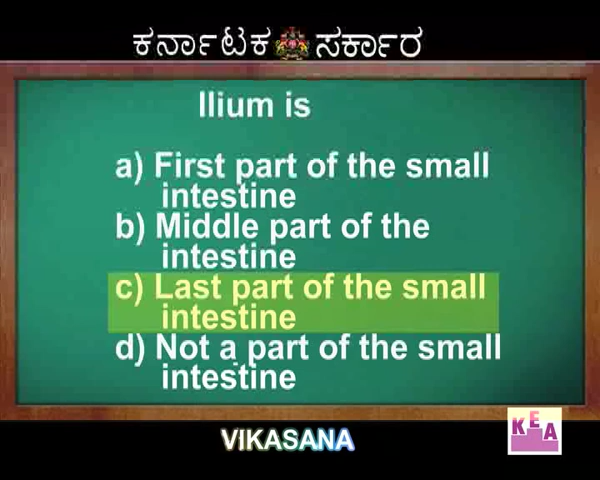 ಕರ್ನಾಟಕ ಸರ್ಕಾರ
Ilium is
a) First part of the small
intestine
b) Middle part of the
intestine
c) Last part of the small
intestine
d) Not a part of the small
intestine
VIKASANA
KEA